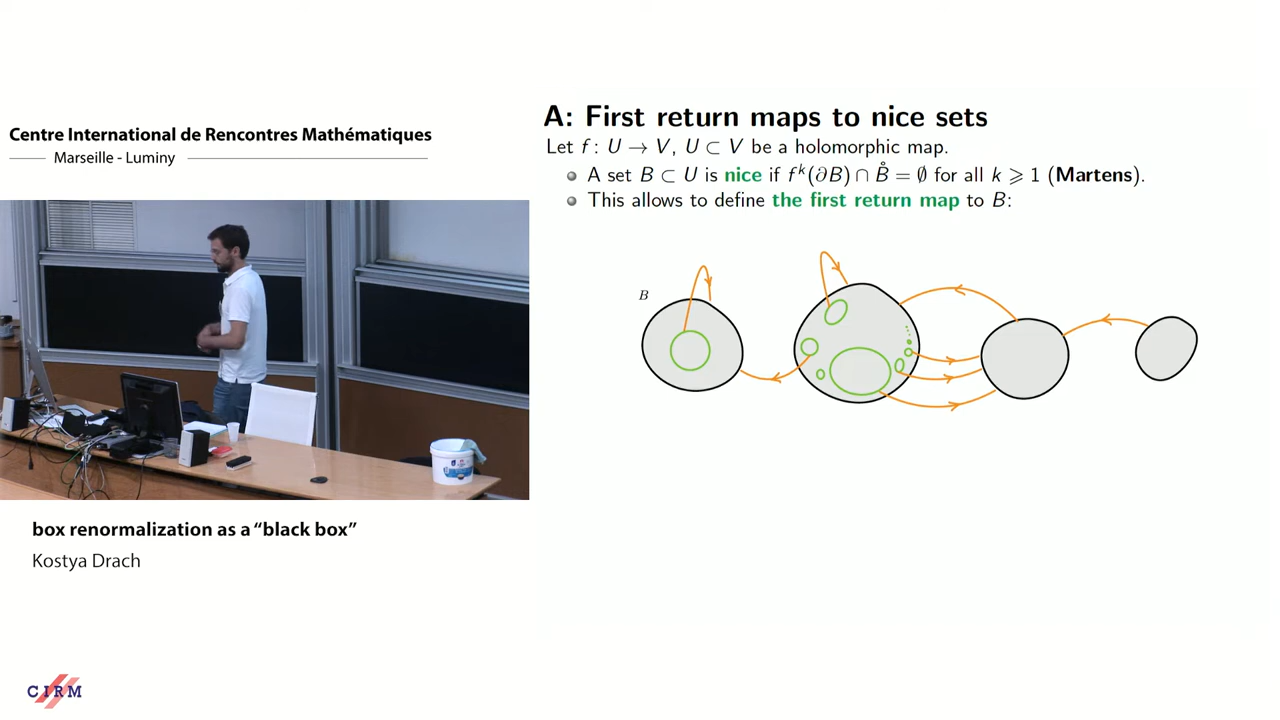 Centre International de Rencontres Mathématiques
Marseille - Luminy
A: First return maps to nice sets
Let f : U → V, U ⊂ V be a holomorphic map.
A set B ⊂ U is nice if fᵏ(∂B) ∩ B̊ = ∅ for all k ⩾ 1 (Martens).
This allows to define the first return map to B:
B
box renormalization as a “black box”
Kostya Drach
CIRM